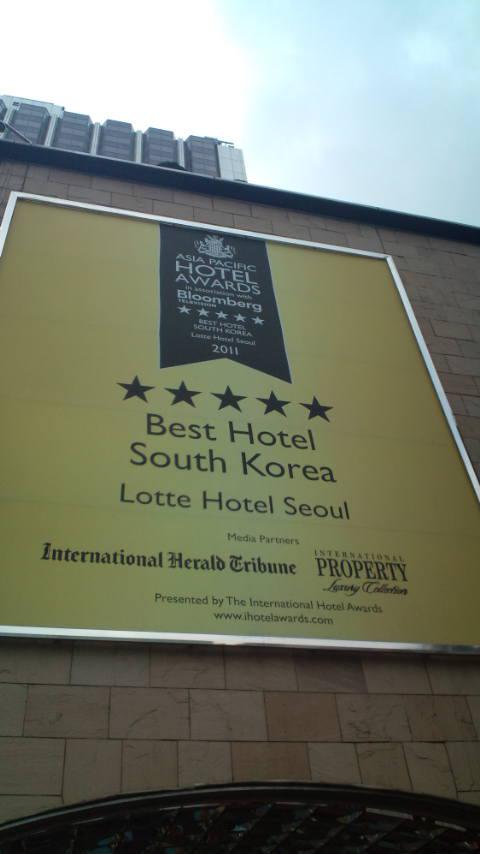 ASIA PACIFIC
HOTEL
AWARDS
in association with
Bloomberg
TELEVISION
★★★★★
BEST HOTEL
SOUTH KOREA
Lotte Hotel Seoul
2011
★★★★★
Best Hotel
South Korea
Lotte Hotel Seoul
Media Partners
International Herald Tribune
INTERNATIONAL
PROPERTY
Luxury Collection
Presented by The International Hotel Awards
www.ihotelawards.com